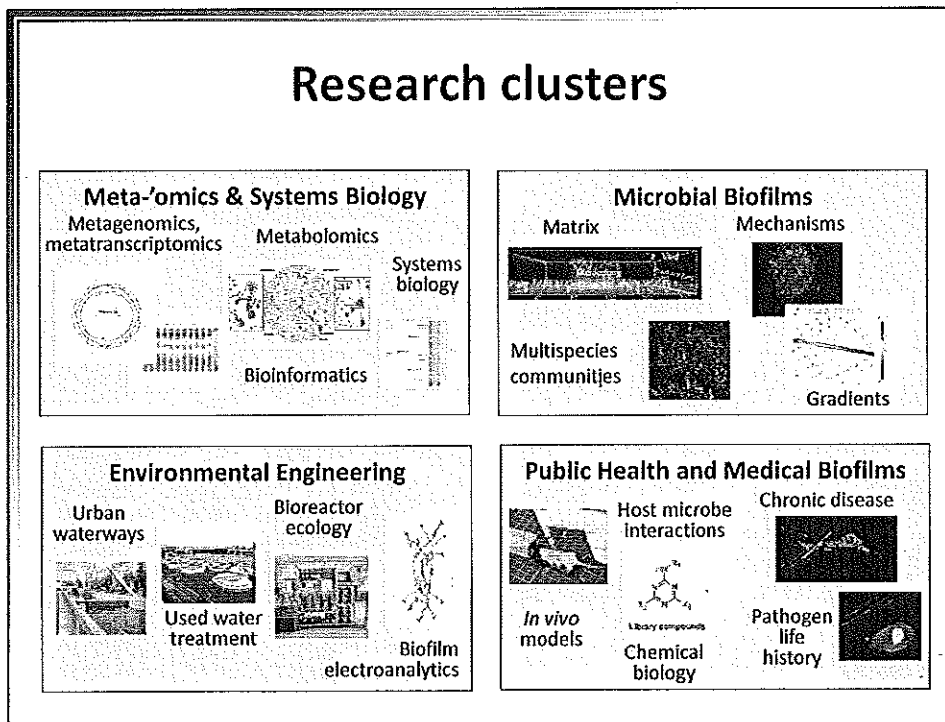 Research clusters
Meta-'omics & Systems Biology
Metagenomics,
metatranscriptomics
Metabolomics
Systems
biology
Bioinformatics
Microbial Biofilms
Matrix
Mechanisms
Multispecies
communities
Gradients
Environmental Engineering
Urban
waterways
Used water
treatment
Bioreactor
ecology
Biofilm
electroanalytics
Public Health and Medical Biofilms
In vivo
models
Host microbe
interactions
Library compounds
Chemical
biology
Chronic disease
Pathogen
life
history